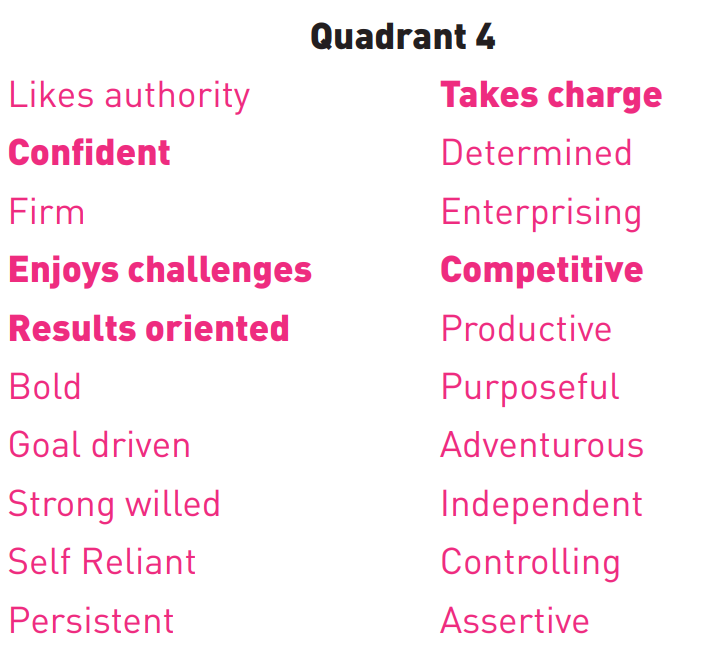 Quadrant 4
Likes authority
Confident
Firm
Enjoys challenges
Results oriented
Bold
Goal driven
Strong willed
Self Reliant
Persistent
Takes charge
Determined
Enterprising
Competitive
Productive
Purposeful
Adventurous
Independent
Controlling
Assertive